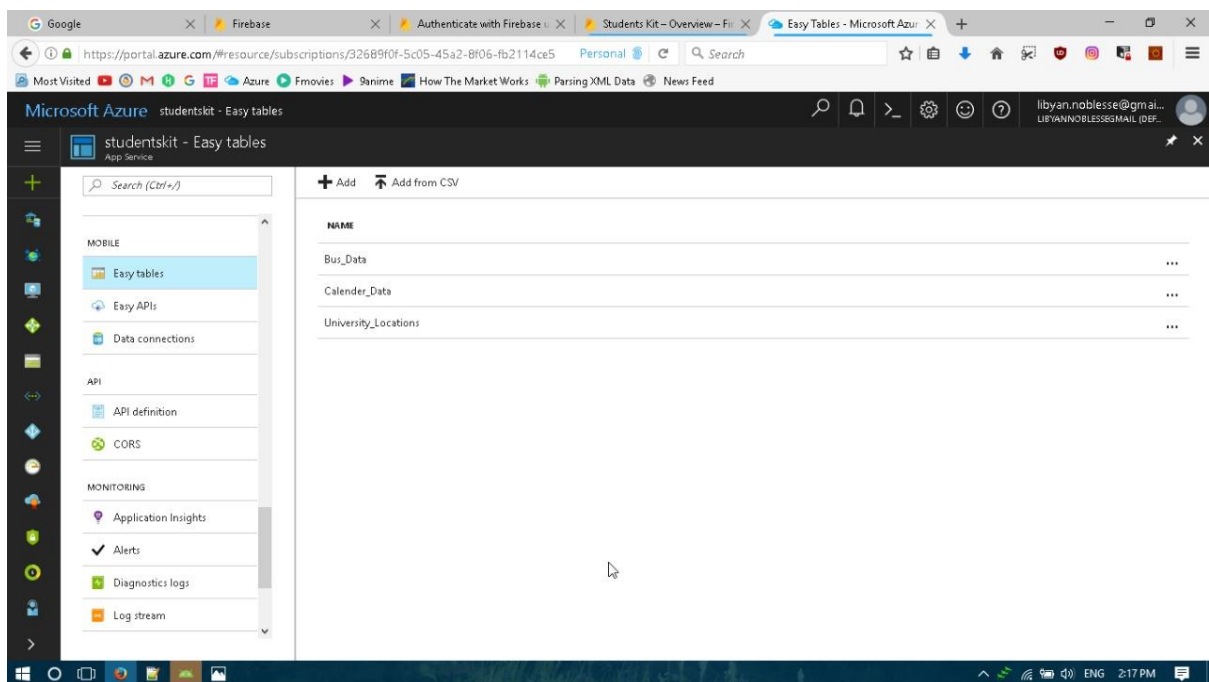 Google
Firebase
Authenticate with Firebase u
Students Kit – Overview – Fir
Easy Tables - Microsoft Azur
https://portal.azure.com/#resource/subscriptions/32689f0f-5c05-45a2-8f06-fb2114ce5
Personal
Search
Most Visited
Azure
Fmovies
9anime
How The Market Works
Parsing XML Data
News Feed
Microsoft Azure studentskit - Easy tables
libyan.noblesse@gmai...
LIBYANNOBLESSEGMAIL (DEF...
studentskit - Easy tables
App Service
Search (Ctrl+/)
MOBILE
Easy tables
Easy APIs
Data connections
API
API definition
CORS
MONITORING
Application Insights
Alerts
Diagnostics logs
Log stream
Add
Add from CSV
NAME
Bus_Data
Calender_Data
University_Locations
ENG 2:17 PM